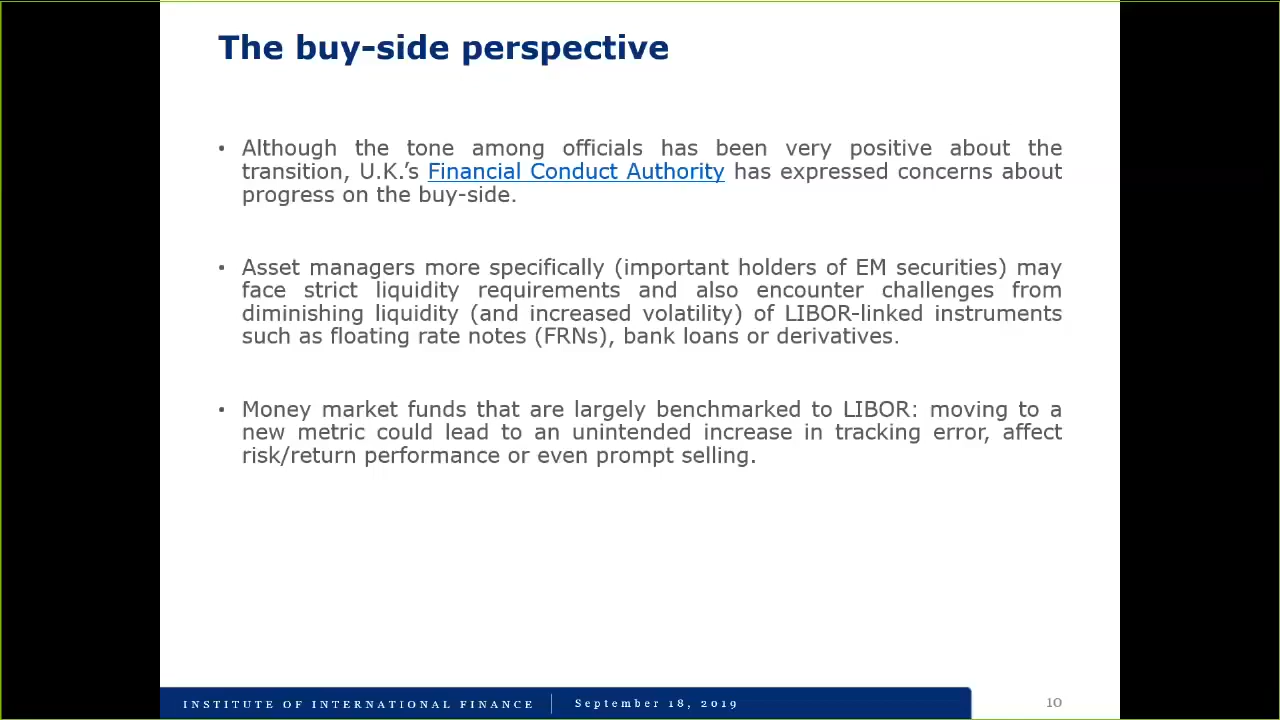 The buy-side perspective
• Although the tone among officials has been very positive about the
transition, U.K.’s Financial Conduct Authority has expressed concerns about
progress on the buy-side.
• Asset managers more specifically (important holders of EM securities) may
face strict liquidity requirements and also encounter challenges from
diminishing liquidity (and increased volatility) of LIBOR-linked instruments
such as floating rate notes (FRNs), bank loans or derivatives.
• Money market funds that are largely benchmarked to LIBOR: moving to a
new metric could lead to an unintended increase in tracking error, affect
risk/return performance or even prompt selling.
INSTITUTE OF INTERNATIONAL FINANCE | September 18, 2019 10